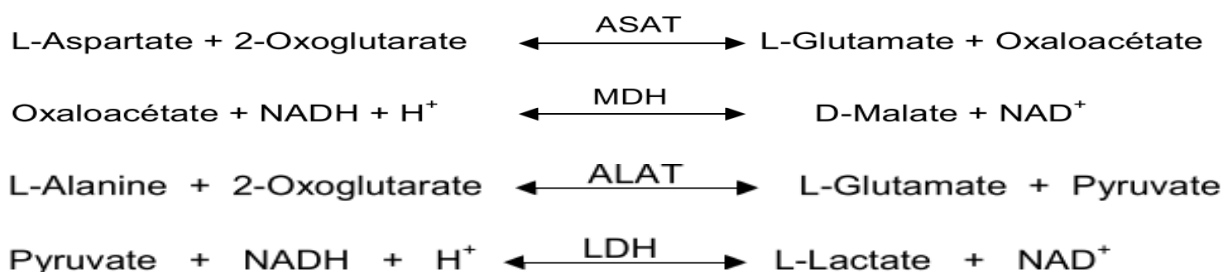 L-Aspartate + 2-Oxoglutarate ASAT L-Glutamate + Oxaloacétate
Oxaloacétate + NADH + H⁺ MDH D-Malate + NAD⁺
L-Alanine + 2-Oxoglutarate ALAT L-Glutamate + Pyruvate
Pyruvate + NADH + H⁺ LDH L-Lactate + NAD⁺